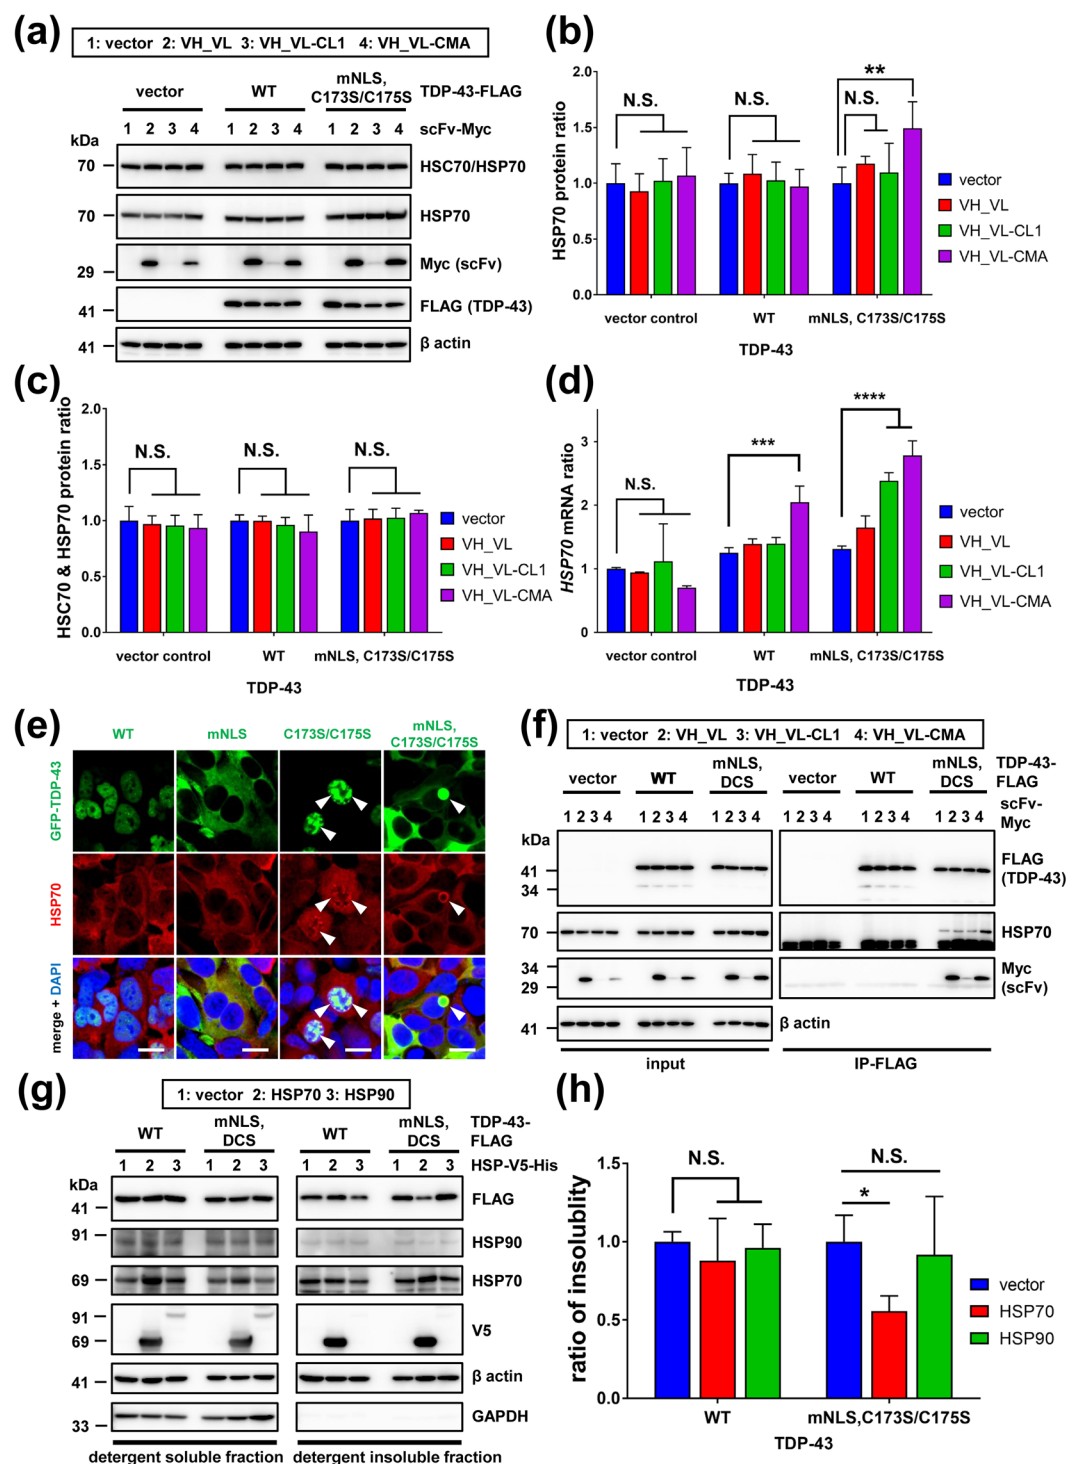 (a)
1: vector 2: VH_VL 3: VH_VL-CL1 4: VH_VL-CMA
vector WT mNLS, C173S/C175S TDP-43-FLAG
1 2 3 4 1 2 3 4 1 2 3 4 scFv-Myc
kDa
70 HSC70/HSP70
70 HSP70
29 Myc (scFv)
41 FLAG (TDP-43)
41 β actin
(b)
HSP70 protein ratio
2.0
1.5
1.0
0.5
0.0
N.S. N.S. N.S. **
vector
VH_VL
VH_VL-CL1
VH_VL-CMA
vector control WT mNLS, C173S/C175S
TDP-43
(c)
HSC70 & HSP70 protein ratio
2.0
1.5
1.0
0.5
0.0
N.S. N.S. N.S.
vector
VH_VL
VH_VL-CL1
VH_VL-CMA
vector control WT mNLS, C173S/C175S
TDP-43
(d)
HSP70 mRNA ratio
3
2
1
0
N.S. *** ****
vector
VH_VL
VH_VL-CL1
VH_VL-CMA
vector control WT mNLS, C173S/C175S
TDP-43
(e)
WT mNLS C173S/C175S mNLS, C173S/C175S
GFP-TDP-43
HSP70
merge + DAPI
(f)
1: vector 2: VH_VL 3: VH_VL-CL1 4: VH_VL-CMA
vector WT mNLS, DCS vector WT mNLS, DCS TDP-43-FLAG
1 2 3 4 1 2 3 4 1 2 3 4 1 2 3 4 1 2 3 4 1 2 3 4 scFv-Myc
kDa
41 FLAG (TDP-43)
34
70 HSP70
34 Myc (scFv)
29
41 β actin
input IP-FLAG
(g)
1: vector 2: HSP70 3: HSP90
WT mNLS, DCS WT mNLS, DCS TDP-43-FLAG
1 2 3 1 2 3 1 2 3 1 2 3 HSP-V5-His
kDa
41 FLAG
91 HSP90
69 HSP70
91 V5
69
41 β actin
33 GAPDH
detergent soluble fraction detergent insoluble fraction
(h)
ratio of insolublity
1.5
1.0
0.5
0.0
N.S. N.S.
*
vector
HSP70
HSP90
WT mNLS,C173S/C175S
TDP-43